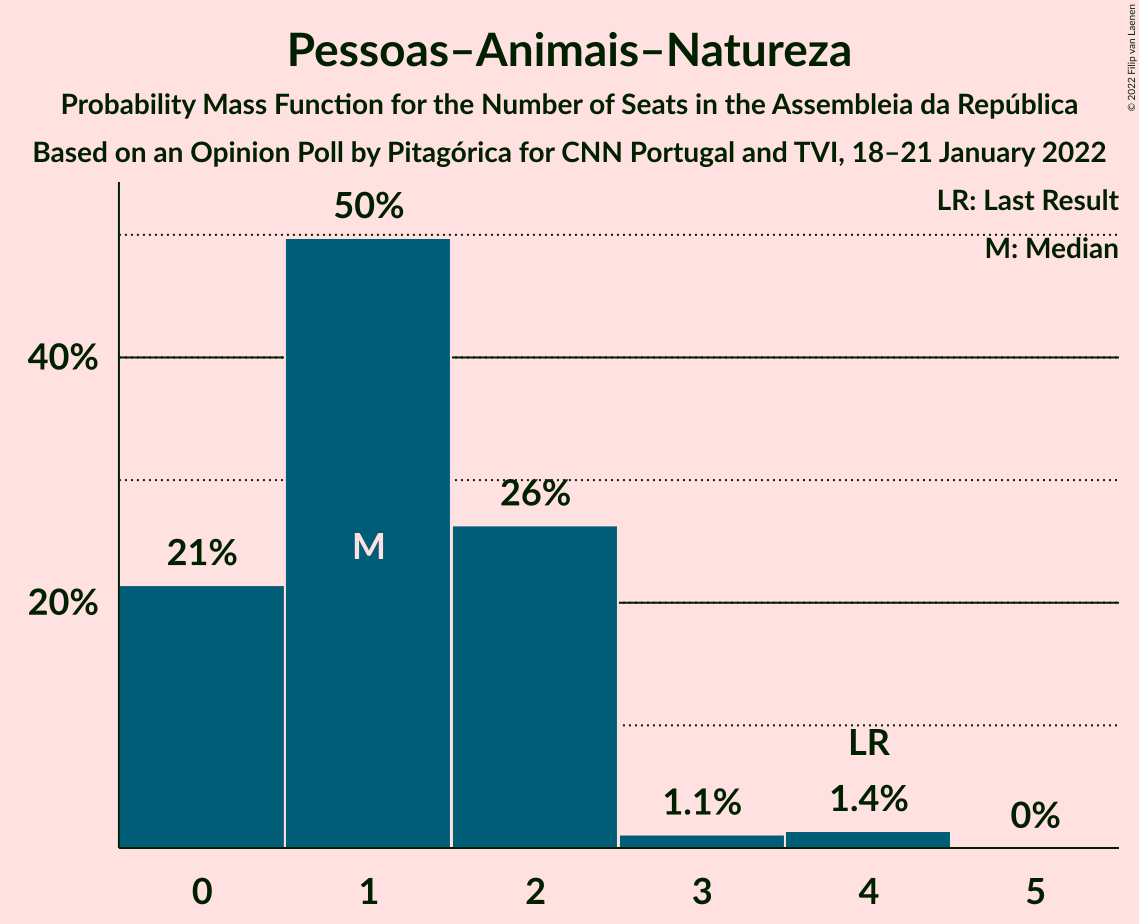 Pessoas–Animais–Natureza
Probability Mass Function for the Number of Seats in the Assembleia da República
Based on an Opinion Poll by Pitagórica for CNN Portugal and TVI, 18–21 January 2022
© 2022 Filip van Laenen
LR: Last Result
M: Median
50%
40%
26%
21%
M
20%
LR
1.1%
1.4%
0%
0
1
2
3
4
5